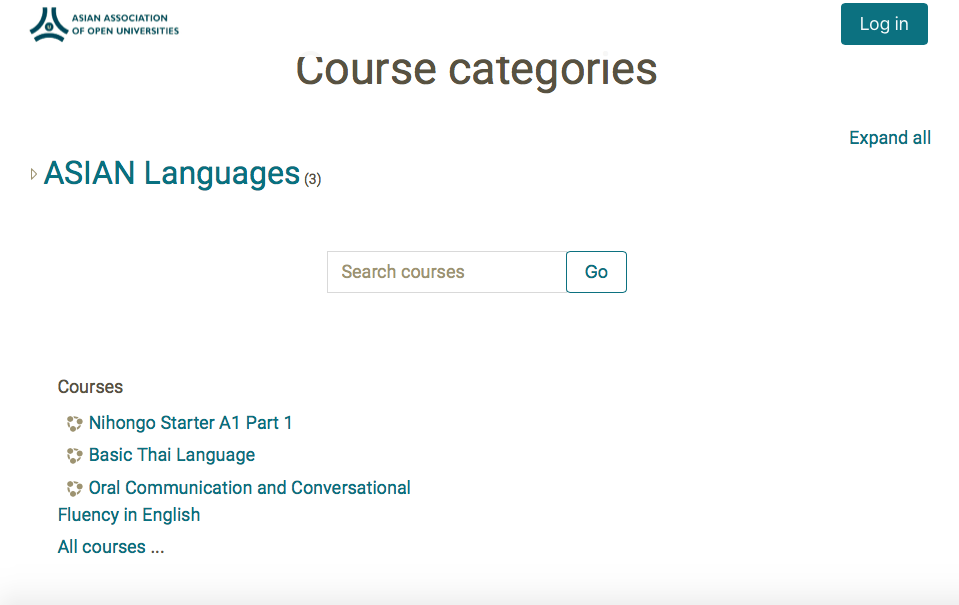 ASIAN ASSOCIATION
OF OPEN UNIVERSITIES
Log in
Course categories
Expand all
ASIAN Languages (3)
Search courses
Go
Courses
Nihongo Starter A1 Part 1
Basic Thai Language
Oral Communication and Conversational
Fluency in English
All courses ...